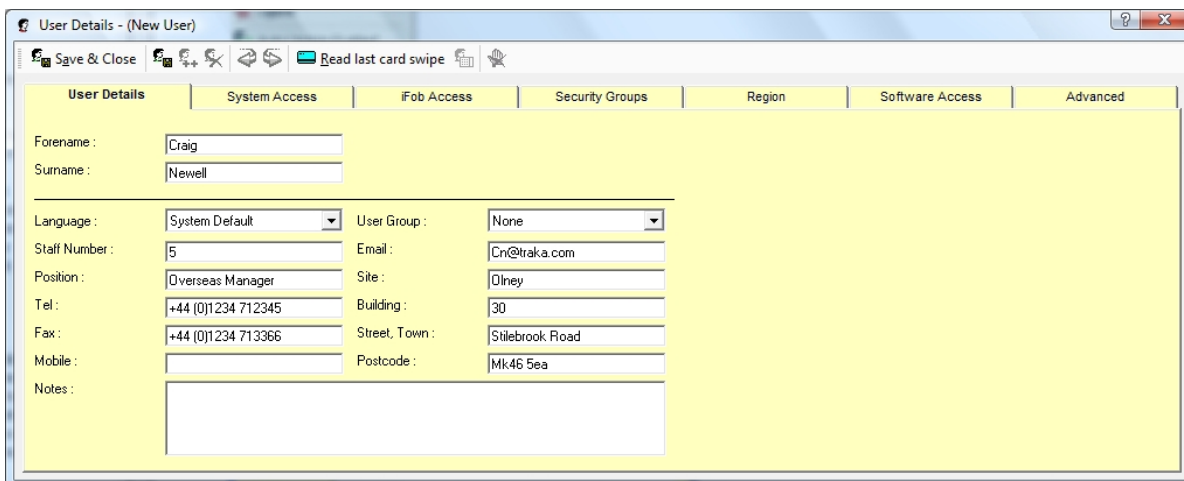 User Details - (New User)
Save & Close Read last card swipe
User Details System Access iFob Access Security Groups Region Software Access Advanced
Forename : Craig
Surname : Newell
Language : System Default User Group : None
Staff Number : 5 Email : Cn@traka.com
Position : Overseas Manager Site : Olney
Tel : +44 (0)1234 712345 Building : 30
Fax : +44 (0)1234 713366 Street, Town : Stilebrook Road
Mobile : Postcode : Mk46 5ea
Notes :